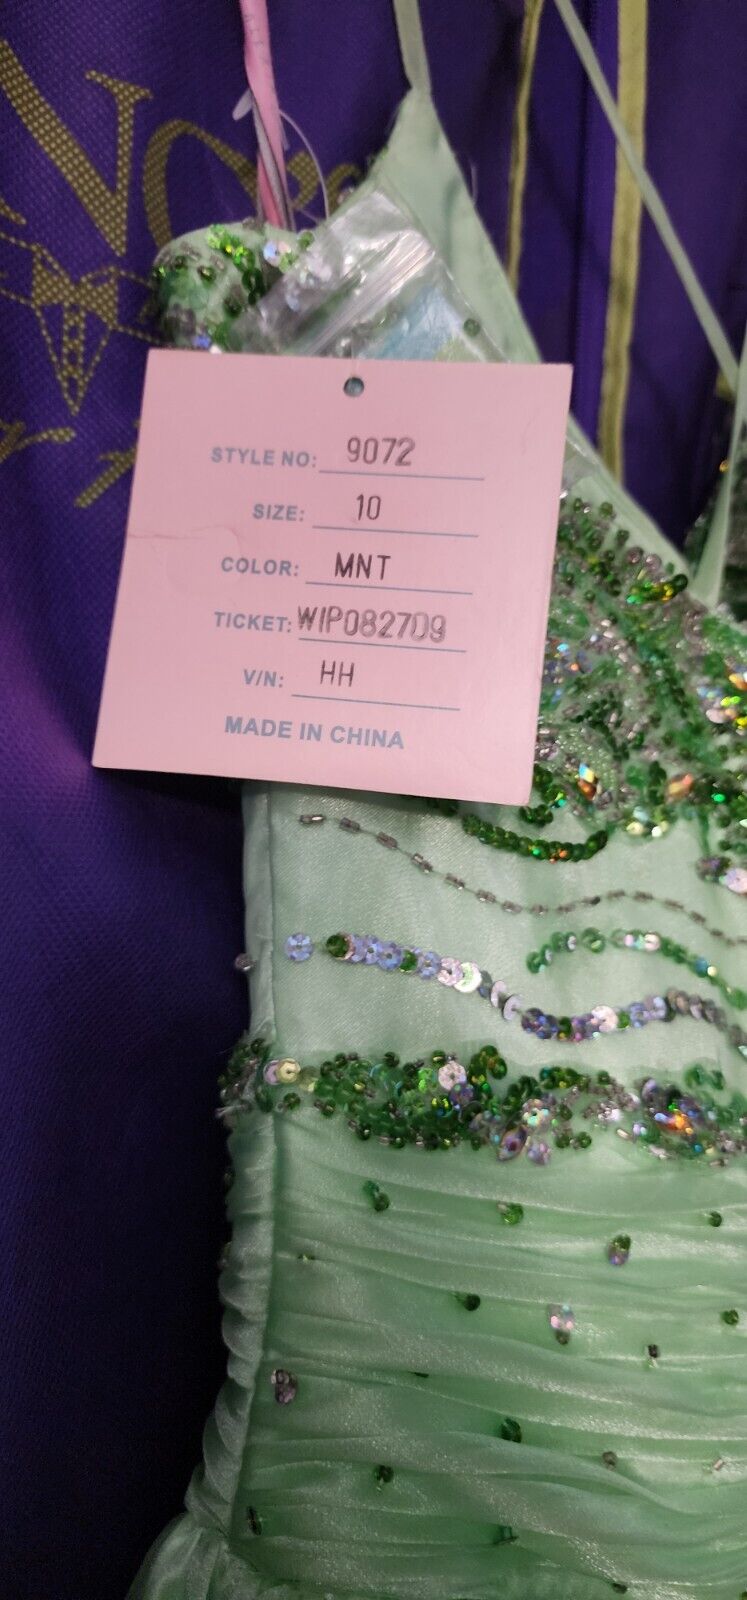 STYLE NO: 9072
SIZE: 10
COLOR: MNT
TICKET: WIP082709
V/N: HH
MADE IN CHINA